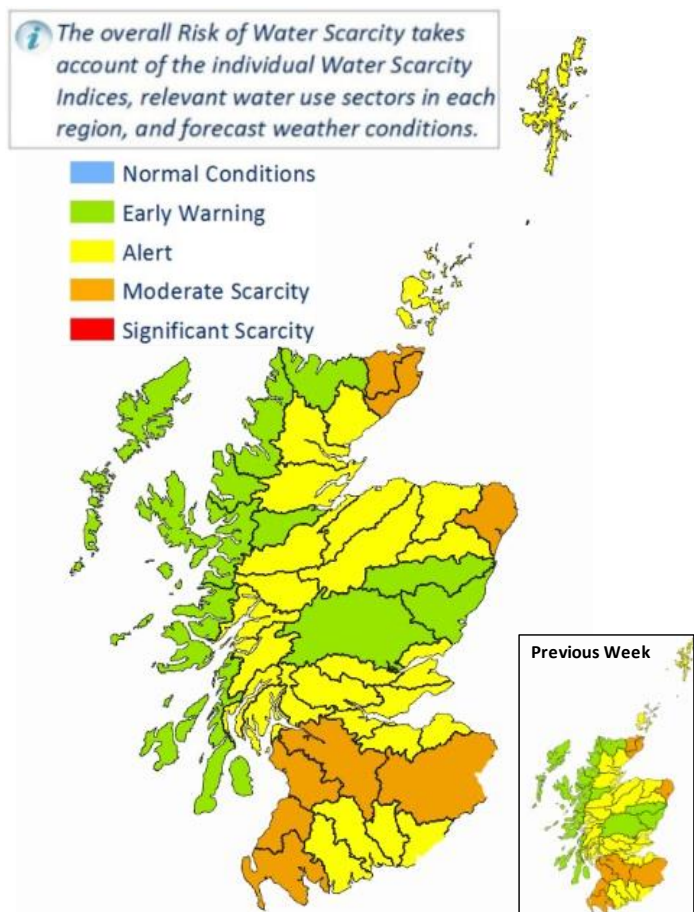 The overall Risk of Water Scarcity takes
account of the individual Water Scarcity
Indices, relevant water use sectors in each
region, and forecast weather conditions.
Normal Conditions
Early Warning
Alert
Moderate Scarcity
Significant Scarcity
Previous Week